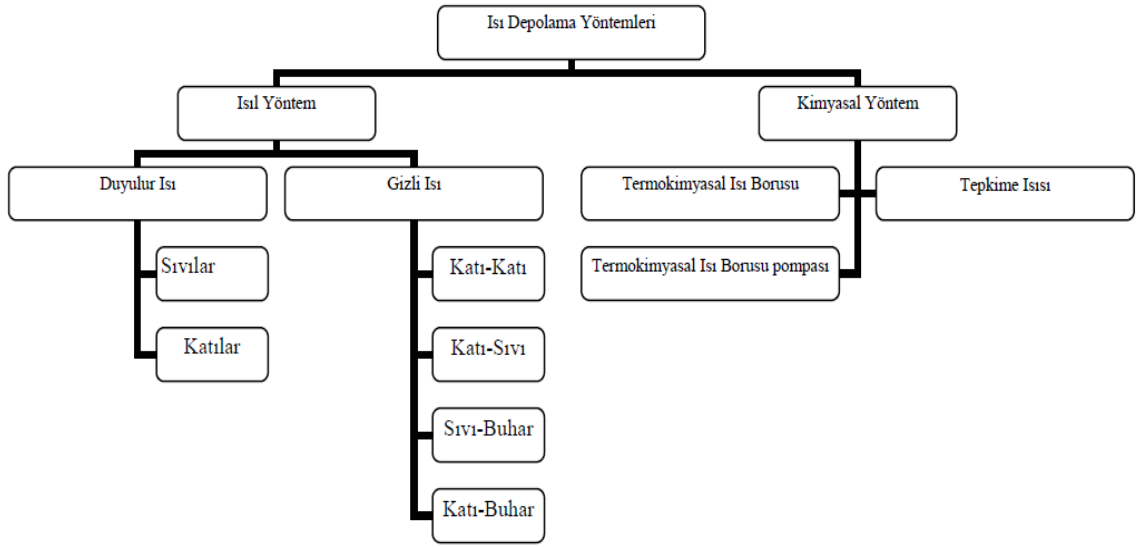 Isı Depolama Yöntemleri
Isıl Yöntem
Kimyasal Yöntem
Duyulur Isı
Gizli Isı
Termokimyasal Isı Borusu
Tepkime Isısı
Sıvılar
Katı-Katı
Termokimyasal Isı Borusu pompası
Katılar
Katı-Sıvı
Sıvı-Buhar
Katı-Buhar